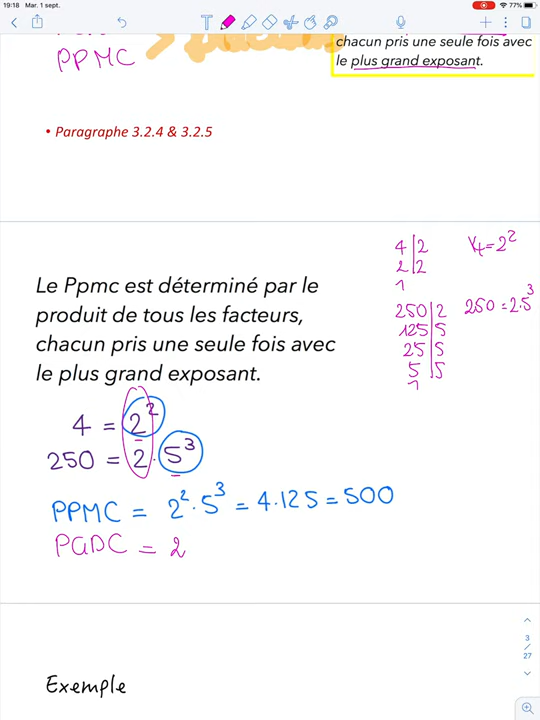 19:18 Mar. 1 sept.
77%
PPMC
chacun pris une seule fois avec
le plus grand exposant.
• Paragraphe 3.2.4 & 3.2.5
4 | 2
2 | 2
1
4 = 2²
250 | 2
125 | 5
25 | 5
5 | 5
1
250 = 2·5³
Le Ppmc est déterminé par le
produit de tous les facteurs,
chacun pris une seule fois avec
le plus grand exposant.
4 = 2²
250 = 2 · 5³
PPMC = 2² · 5³ = 4 · 125 = 500
PGDC = 2
Exemple
3
/
27